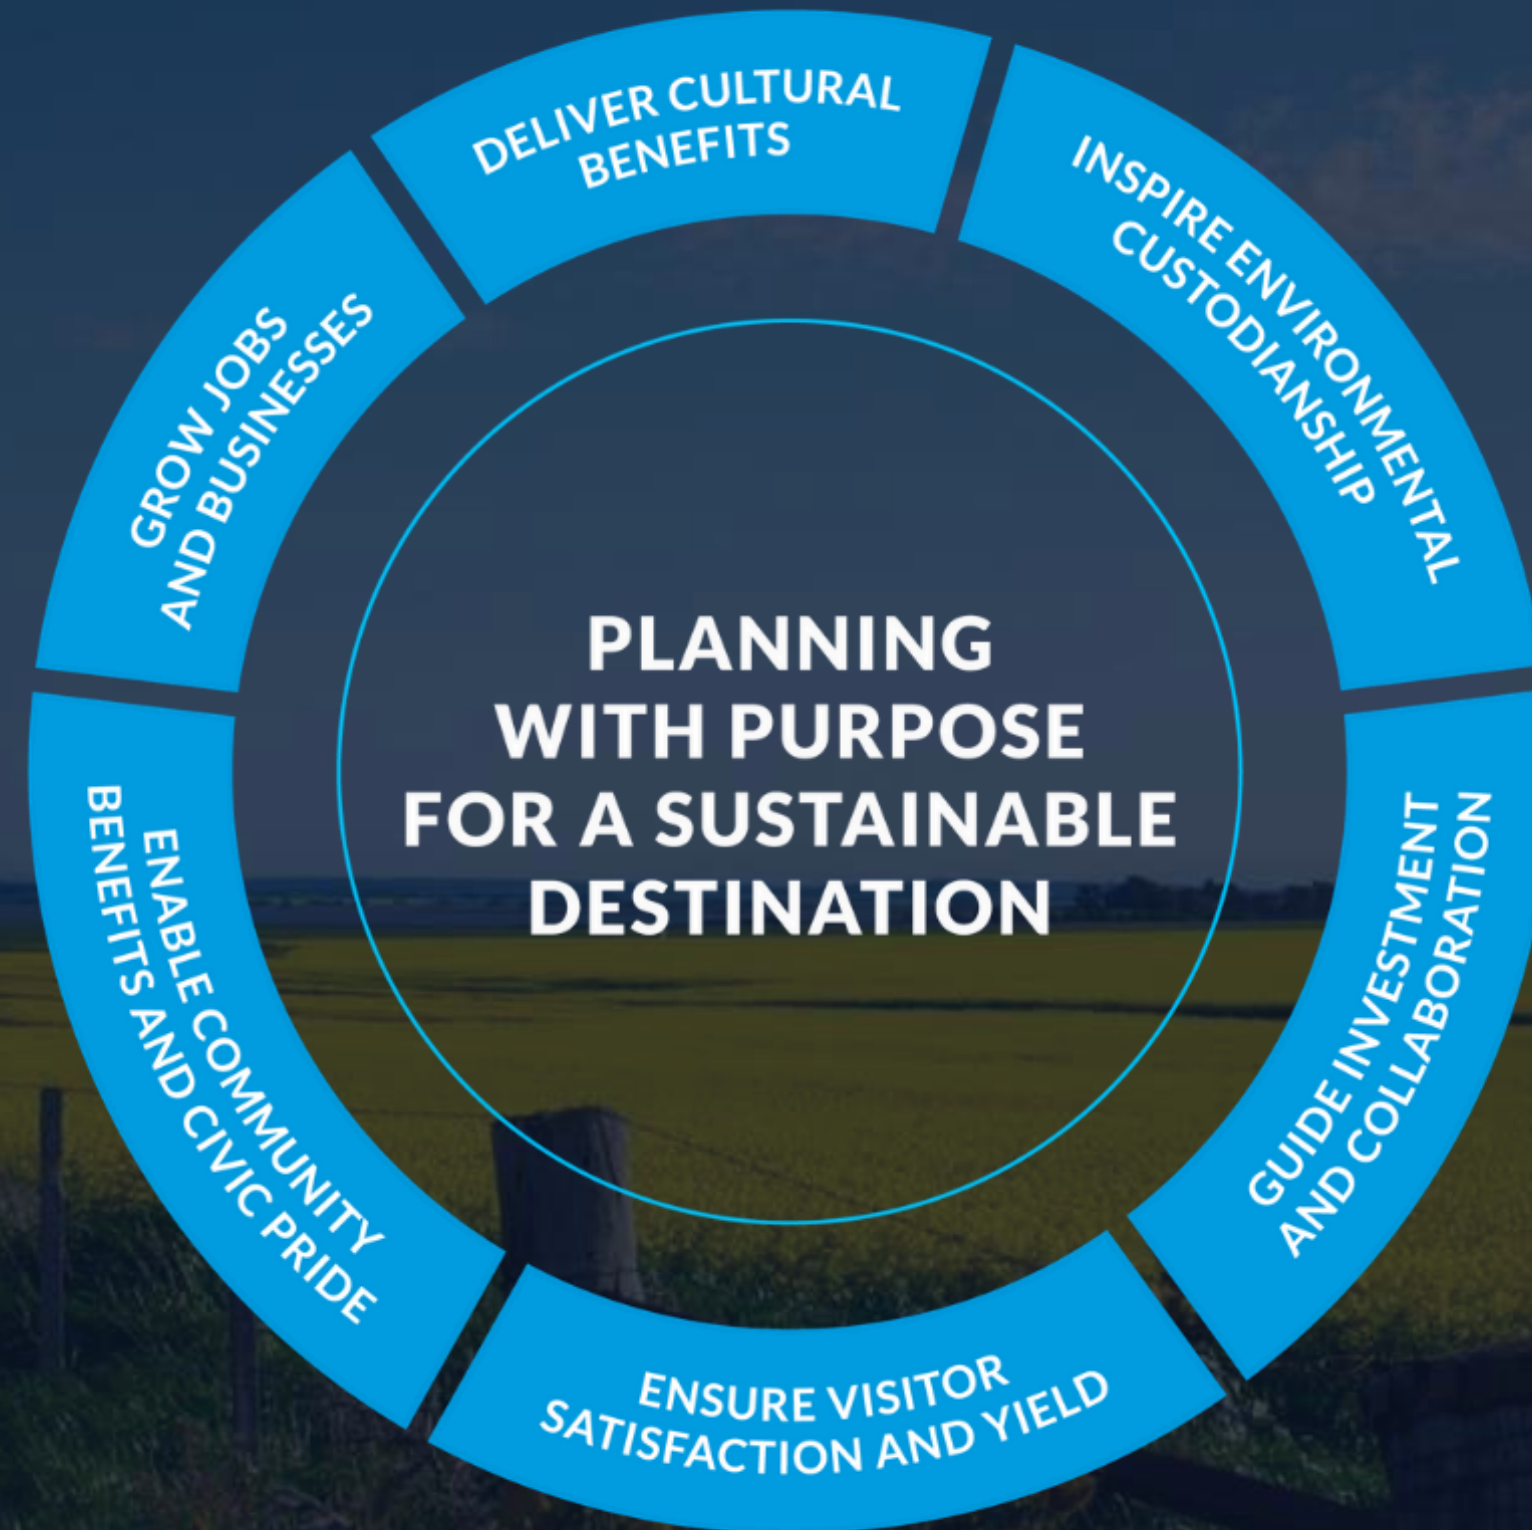 DELIVER CULTURAL
BENEFITS
INSPIRE ENVIRONMENTAL
CUSTODIANSHIP
GUIDE INVESTMENT
AND COLLABORATION
ENSURE VISITOR
SATISFACTION AND YIELD
ENABLE COMMUNITY
BENEFITS AND CIVIC PRIDE
GROW JOBS
AND BUSINESSES
PLANNING
WITH PURPOSE
FOR A SUSTAINABLE
DESTINATION